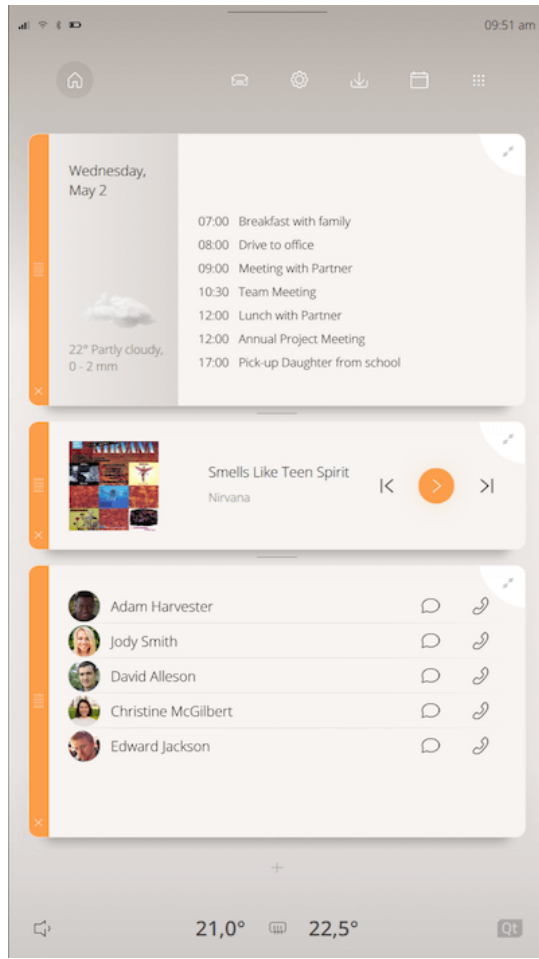 09:51 am
Wednesday,
May 2
22° Partly cloudy,
0 - 2 mm
07:00 Breakfast with family
08:00 Drive to office
09:00 Meeting with Partner
10:30 Team Meeting
12:00 Lunch with Partner
12:00 Annual Project Meeting
17:00 Pick-up Daughter from school
NIRVANA
Smells Like Teen Spirit
Nirvana
Adam Harvester
Jody Smith
David Alleson
Christine McGilbert
Edward Jackson
21,0° 22,5°
Qt